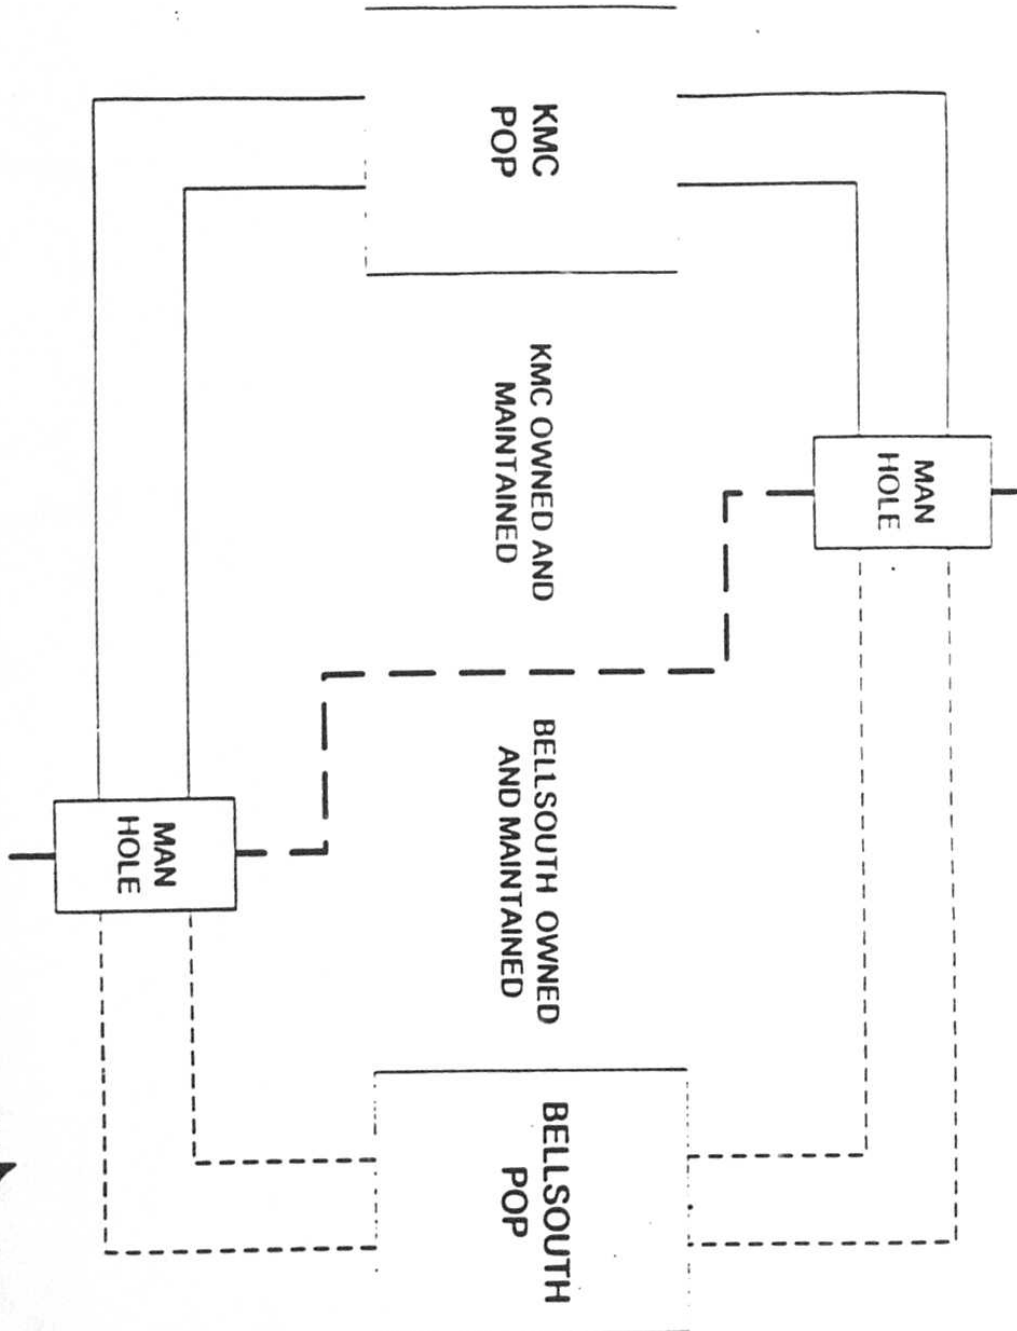 KMC
POP
KMC OWNED AND
MAINTAINED
MAN
HOLE
BELLSOUTH OWNED
AND MAINTAINED
MAN
HOLE
BELLSOUTH
POP